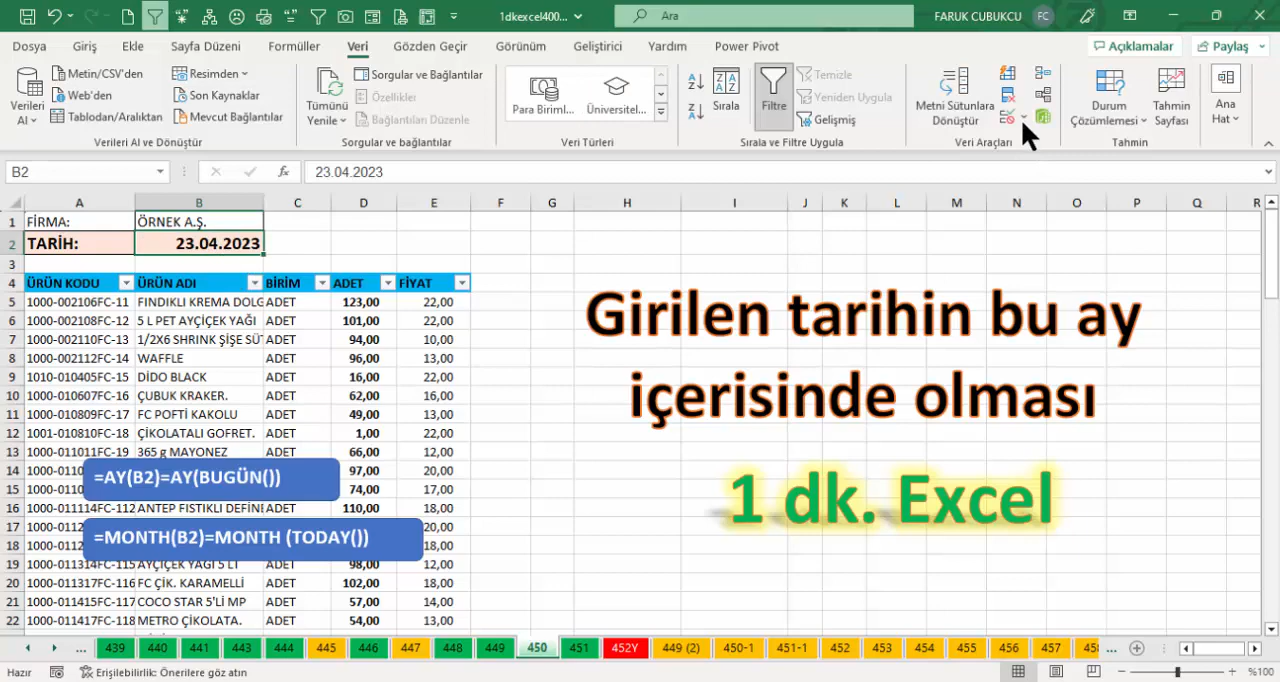 1dkexcel400...
Ara
FARUK CUBUKCU
FC
Dosya Giriş Ekle Sayfa Düzeni Formüller Veri Gözden Geçir Görünüm Geliştirici Yardım Power Pivot
Açıklamalar
Paylaş
Verileri Al
Metin/CSV'den
Web'den
Tablodan/Aralıktan
Resimden
Son Kaynaklar
Mevcut Bağlantılar
Tümünü Yenile
Sorgular ve Bağlantılar
Özellikler
Bağlantıları Düzenle
Para Biriml...
Üniversitel...
Sırala
Filtre
Temizle
Yeniden Uygula
Gelişmiş
Metni Sütunlara Dönüştür
Durum Çözümlemesi
Tahmin Sayfası
Ana Hat
Verileri Al ve Dönüştür
Sorgular ve bağlantılar
Veri Türleri
Sırala ve Filtre Uygula
Veri Araçları
Tahmin
B2
fx
23.04.2023
A B C D E F G H I J K L M N O P Q R
1 FİRMA: ÖRNEK A.Ş.
2 TARİH: 23.04.2023
3
4 ÜRÜN KODU ÜRÜN ADI BİRİM ADET FİYAT
5 1000-002106FC-11 FINDIKLI KREMA DOLG ADET 123,00 22,00
6 1000-002108FC-12 5 L PET AYÇİÇEK YAĞI ADET 101,00 22,00
7 1000-002110FC-13 1/2X6 SHRINK ŞİŞE SÜT ADET 94,00 10,00
8 1000-002112FC-14 WAFFLE ADET 96,00 13,00
9 1010-010405FC-15 DİDO BLACK ADET 16,00 22,00
10 1000-010607FC-16 ÇUBUK KRAKER. ADET 62,00 16,00
11 1000-010809FC-17 FC POFTİ KAKOLU ADET 49,00 13,00
12 1001-010810FC-18 ÇİKOLATALI GOFRET. ADET 1,00 22,00
13 1000-011011FC-19 365 g MAYONEZ ADET 66,00 12,00
14 1000-0110 97,00 20,00
15 1000-0110 74,00 17,00
16 1000-011114FC-112 ANTEP FISTIKLI DEFİNE ADET 110,00 18,00
17 1000-0112 20,00
18 1000-0112 18,00
19 1000-011314FC-115 AYÇİÇEK YAĞI 5 LT ADET 98,00 12,00
20 1000-011317FC-116 FC ÇİK. KARAMELLİ ADET 102,00 18,00
21 1000-011415FC-117 COCO STAR 5'Lİ MP ADET 57,00 14,00
22 1000-011417FC-118 METRO ÇİKOLATA. ADET 54,00 13,00
=AY(B2)=AY(BUGÜN())
=MONTH(B2)=MONTH (TODAY())
Girilen tarihin bu ay
içerisinde olması
1 dk. Excel
... 439 440 441 443 444 445 446 447 448 449 450 451 452Y 449 (2) 450-1 451-1 452 453 454 455 456 457 ...
Hazır
Erişilebilirlik: Önerilere göz atın
%100